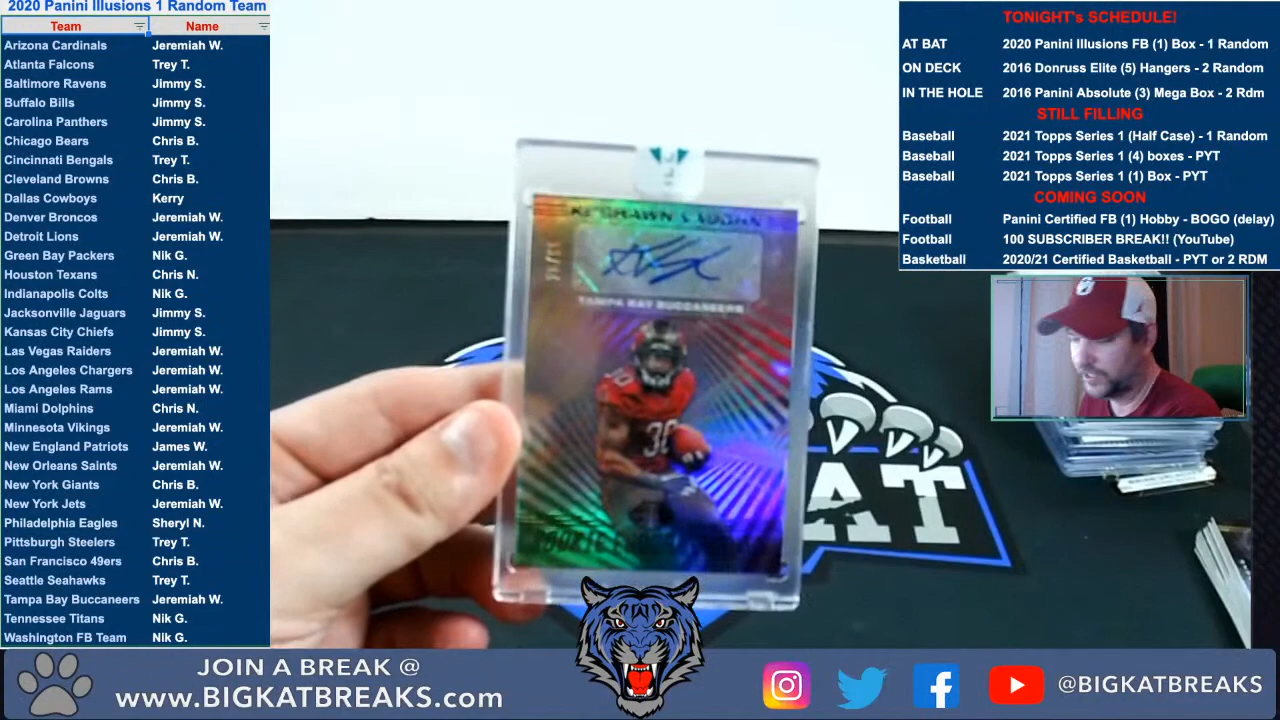 2020 Panini Illusions 1 Random Team
Team Name
Arizona Cardinals Jeremiah W.
Atlanta Falcons Trey T.
Baltimore Ravens Jimmy S.
Buffalo Bills Jimmy S.
Carolina Panthers Jimmy S.
Chicago Bears Chris B.
Cincinnati Bengals Trey T.
Cleveland Browns Chris B.
Dallas Cowboys Kerry
Denver Broncos Jeremiah W.
Detroit Lions Jeremiah W.
Green Bay Packers Nik G.
Houston Texans Chris N.
Indianapolis Colts Nik G.
Jacksonville Jaguars Jimmy S.
Kansas City Chiefs Jimmy S.
Las Vegas Raiders Jeremiah W.
Los Angeles Chargers Jeremiah W.
Los Angeles Rams Jeremiah W.
Miami Dolphins Chris N.
Minnesota Vikings Jeremiah W.
New England Patriots James W.
New Orleans Saints Jeremiah W.
New York Giants Chris B.
New York Jets Jeremiah W.
Philadelphia Eagles Sheryl N.
Pittsburgh Steelers Trey T.
San Francisco 49ers Chris B.
Seattle Seahawks Trey T.
Tampa Bay Buccaneers Jeremiah W.
Tennessee Titans Nik G.
Washington FB Team Nik G.
TONIGHT's SCHEDULE!
AT BAT 2020 Panini Illusions FB (1) Box - 1 Random
ON DECK 2016 Donruss Elite (5) Hangers - 2 Random
IN THE HOLE 2016 Panini Absolute (3) Mega Box - 2 Rdm
STILL FILLING
Baseball 2021 Topps Series 1 (Half Case) - 1 Random
Baseball 2021 Topps Series 1 (4) boxes - PYT
Baseball 2021 Topps Series 1 (1) Box - PYT
COMING SOON
Football Panini Certified FB (1) Hobby - BOGO (delay)
Football 100 SUBSCRIBER BREAK!! (YouTube)
Basketball 2020/21 Certified Basketball - PYT or 2 RDM
KE'SHAWN VAUGHN
TAMPA BAY BUCCANEERS
30
30
ROOKIE
AT
JOIN A BREAK @
www.BIGKATBREAKS.com
@BIGKATBREAKS